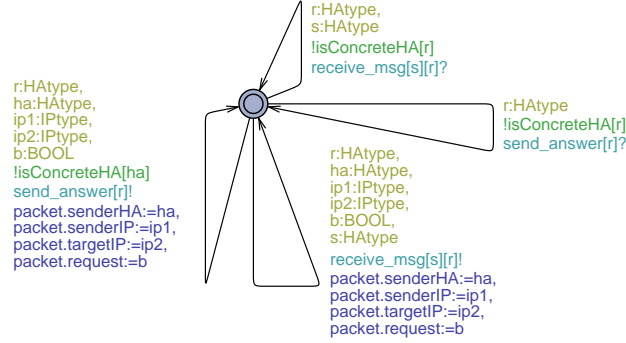 r:HAtype,
s:HAtype
!isConcreteHA[r]
receive_msg[s][r]?
r:HAtype,
ha:HAtype,
ip1:IPtype,
ip2:IPtype,
b:BOOL
!isConcreteHA[ha]
send_answer[r]!
packet.senderHA:=ha,
packet.senderIP:=ip1,
packet.targetIP:=ip2,
packet.request:=b
r:HAtype
!isConcreteHA[r]
send_answer[r]?
r:HAtype,
ha:HAtype,
ip1:IPtype,
ip2:IPtype,
b:BOOL,
s:HAtype
receive_msg[s][r]!
packet.senderHA:=ha,
packet.senderIP:=ip1,
packet.targetIP:=ip2,
packet.request:=b